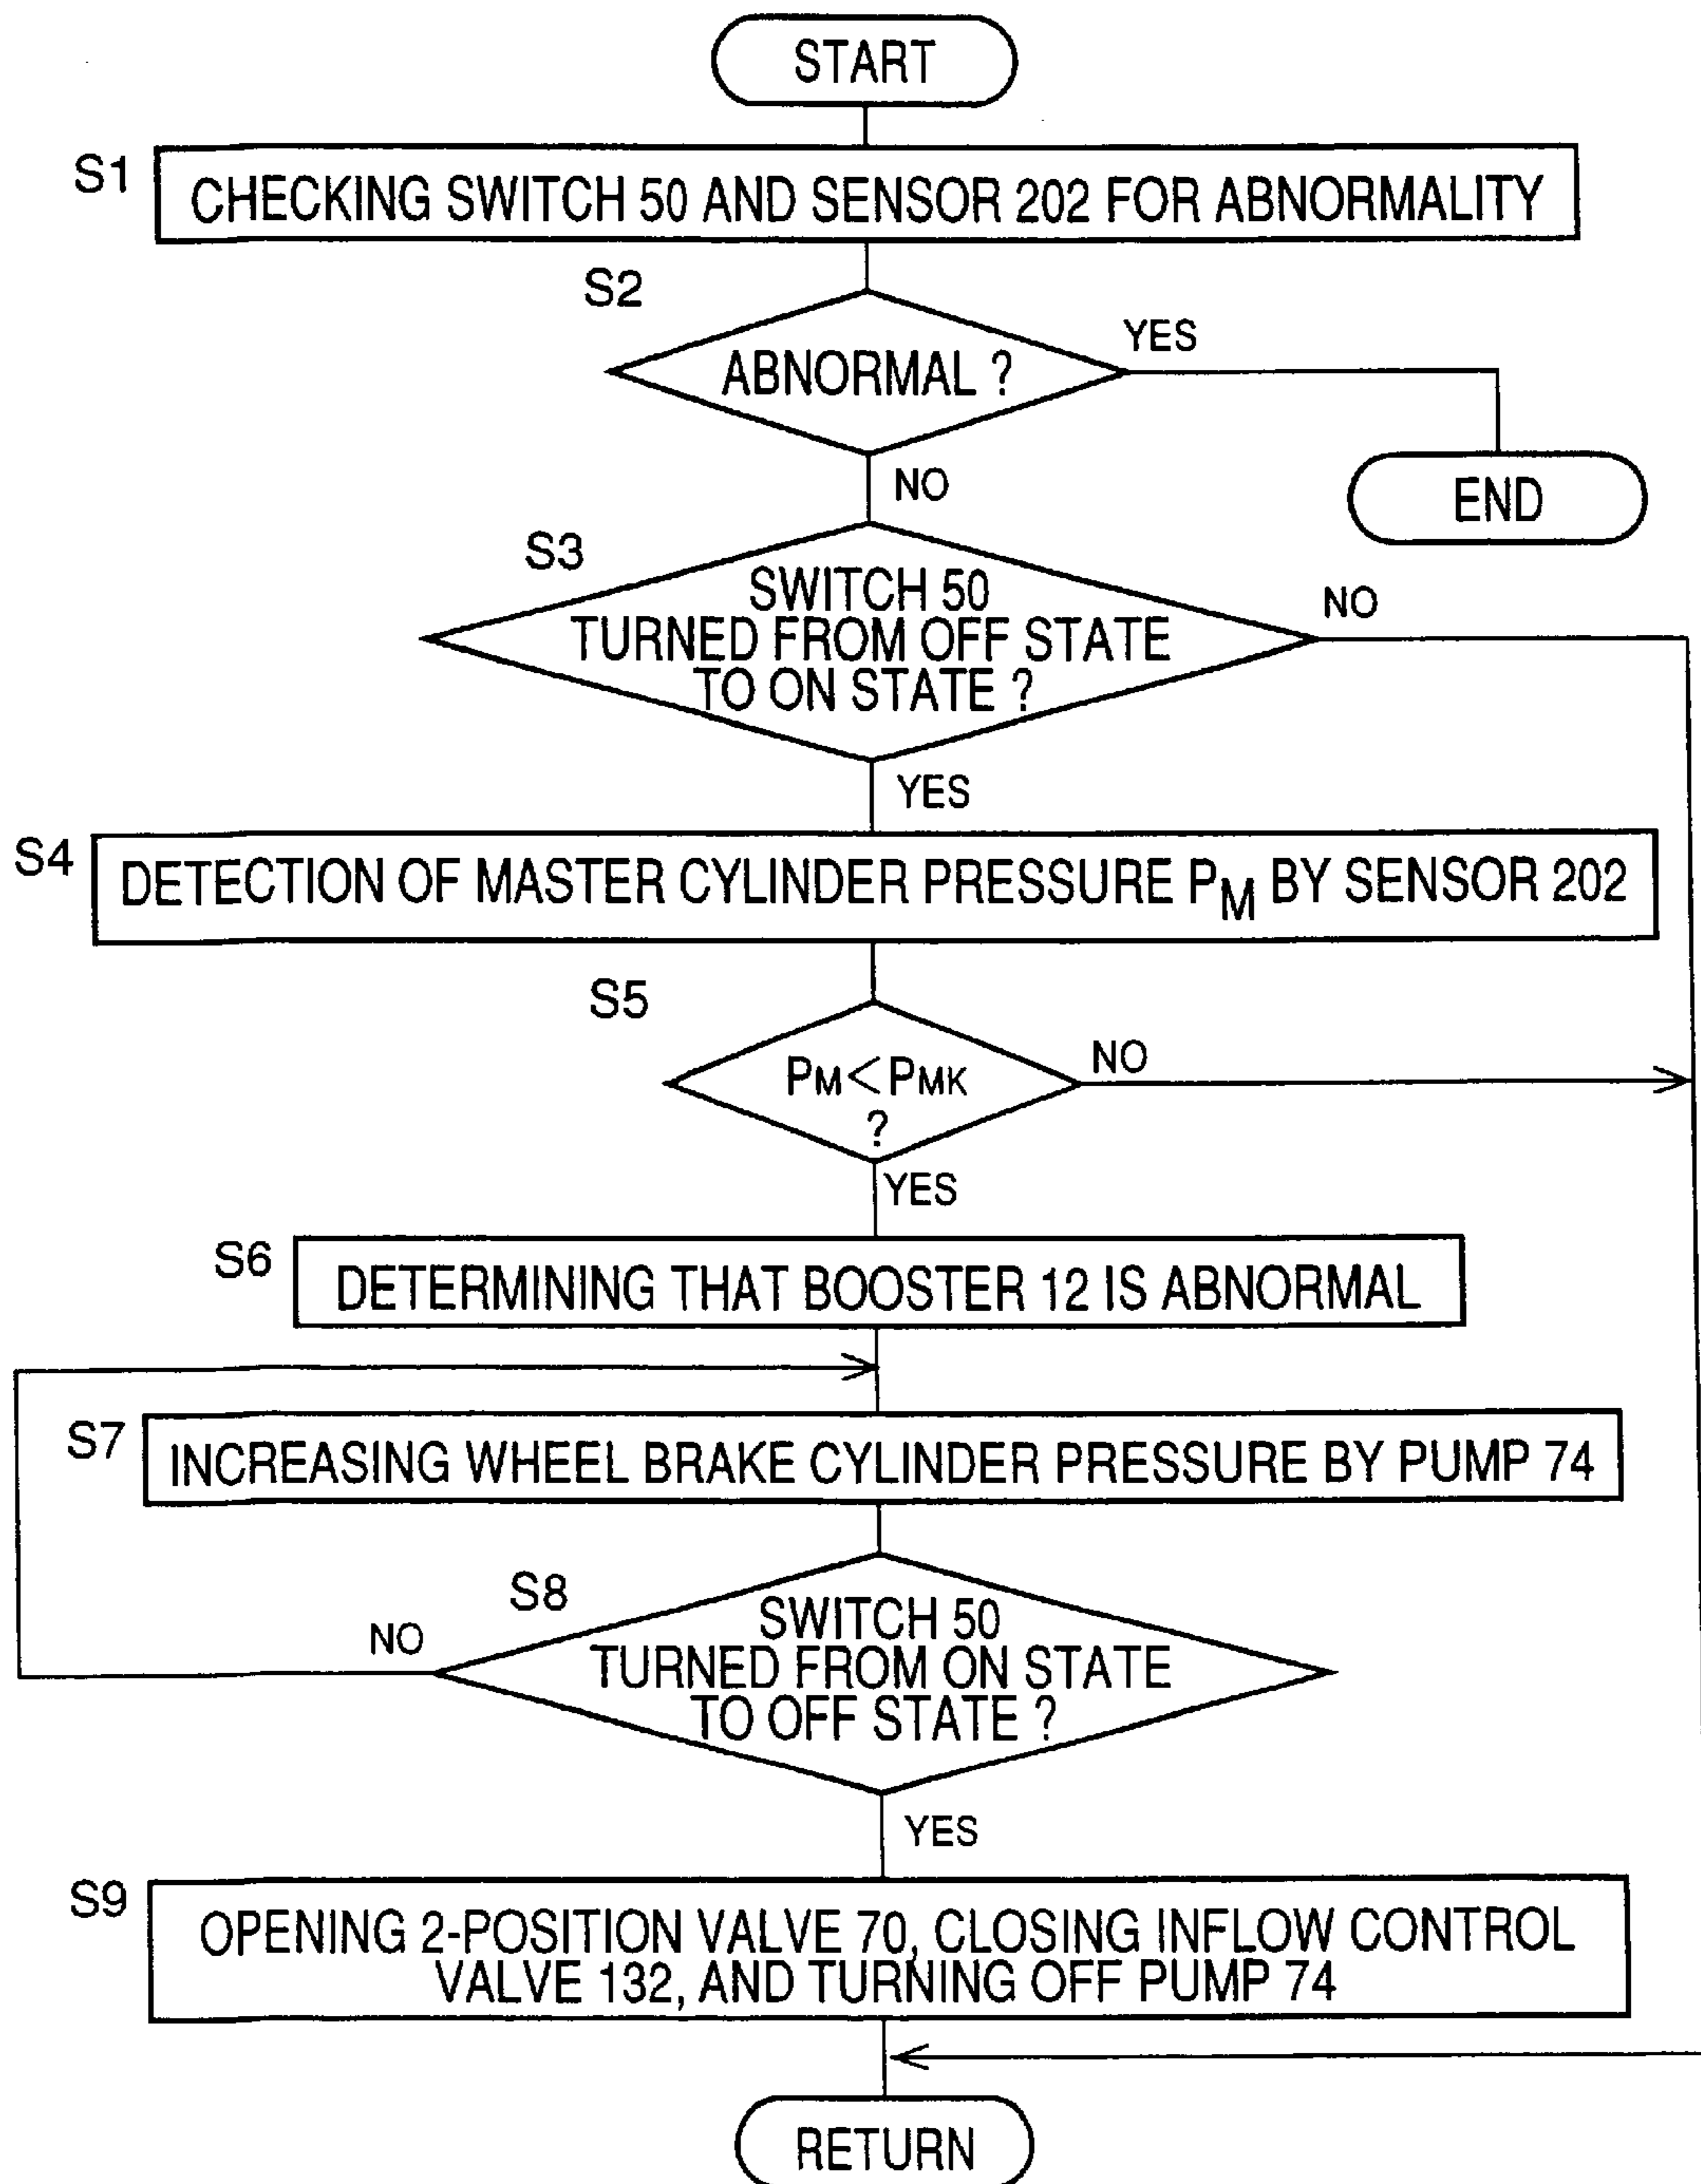 START
S1
CHECKING SWITCH 50 AND SENSOR 202 FOR ABNORMALITY
S2
ABNORMAL ?
YES
NO
END
S3
SWITCH 50
TURNED FROM OFF STATE
TO ON STATE ?
NO
YES
S4
DETECTION OF MASTER CYLINDER PRESSURE PM BY SENSOR 202
S5
PM<PMK
?
NO
YES
S6
DETERMINING THAT BOOSTER 12 IS ABNORMAL
S7
INCREASING WHEEL BRAKE CYLINDER PRESSURE BY PUMP 74
S8
SWITCH 50
TURNED FROM ON STATE
TO OFF STATE ?
NO
YES
S9
OPENING 2-POSITION VALVE 70, CLOSING INFLOW CONTROL
VALVE 132, AND TURNING OFF PUMP 74
RETURN